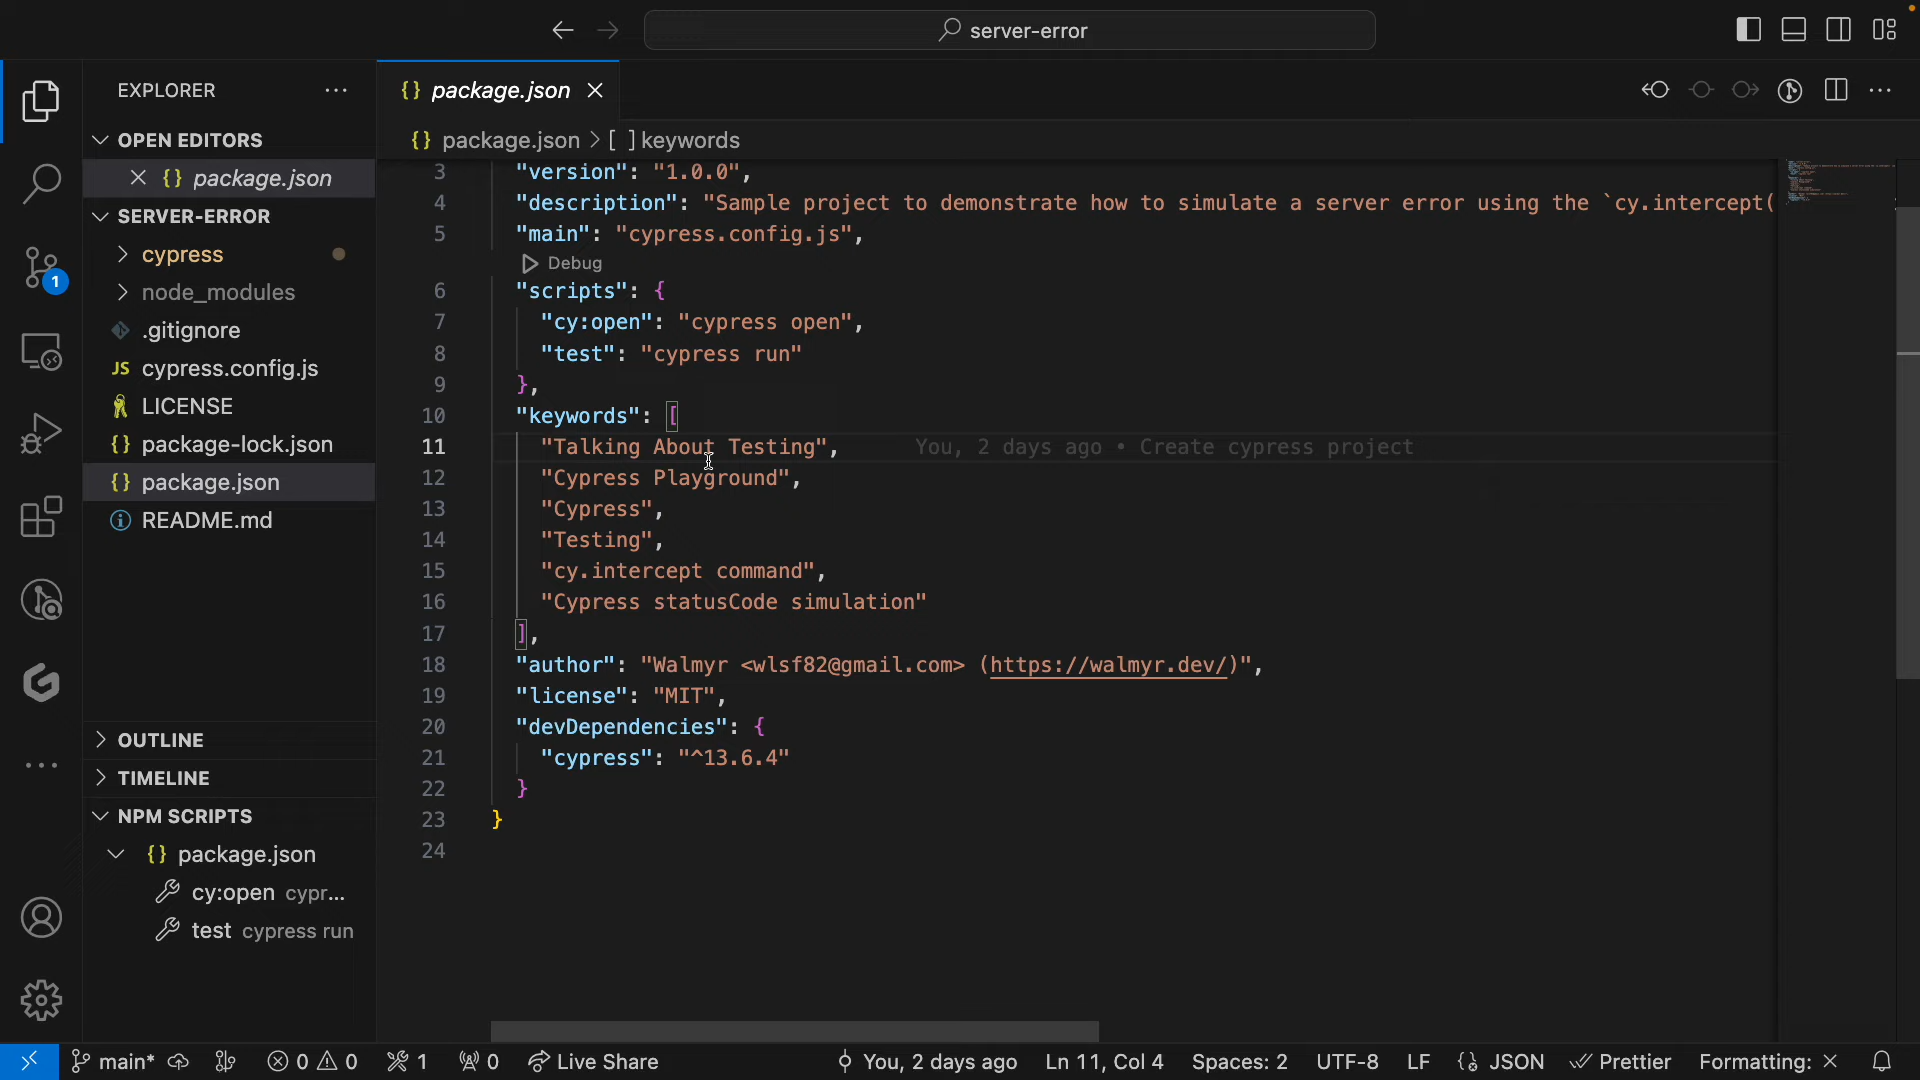 server-error
EXPLORER
OPEN EDITORS
package.json
SERVER-ERROR
cypress
node_modules
.gitignore
JS cypress.config.js
LICENSE
{} package-lock.json
{} package.json
README.md
OUTLINE
TIMELINE
NPM SCRIPTS
{} package.json
cy:open cypr...
test cypress run
1
{} package.json
{} package.json > [ ] keywords
3 "version": "1.0.0",
4 "description": "Sample project to demonstrate how to simulate a server error using the `cy.intercept(
5 "main": "cypress.config.js",
Debug
6 "scripts": {
7 "cy:open": "cypress open",
8 "test": "cypress run"
9 },
10 "keywords": [
11 "Talking About Testing", You, 2 days ago • Create cypress project
12 "Cypress Playground",
13 "Cypress",
14 "Testing",
15 "cy.intercept command",
16 "Cypress statusCode simulation"
17 ],
18 "author": "Walmyr <wlsf82@gmail.com> (https://walmyr.dev/)",
19 "license": "MIT",
20 "devDependencies": {
21 "cypress": "^13.6.4"
22 }
23 }
24
main* 0 0 1 0 Live Share You, 2 days ago Ln 11, Col 4 Spaces: 2 UTF-8 LF {} JSON Prettier Formatting: ×